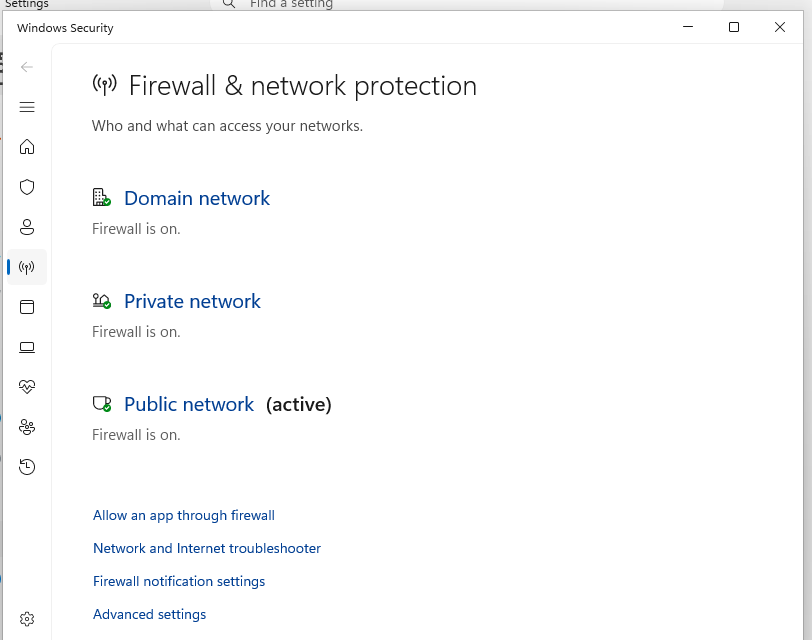 Settings
Find a setting
Windows Security
Firewall & network protection
Who and what can access your networks.
Domain network
Firewall is on.
Private network
Firewall is on.
Public network (active)
Firewall is on.
Allow an app through firewall
Network and Internet troubleshooter
Firewall notification settings
Advanced settings